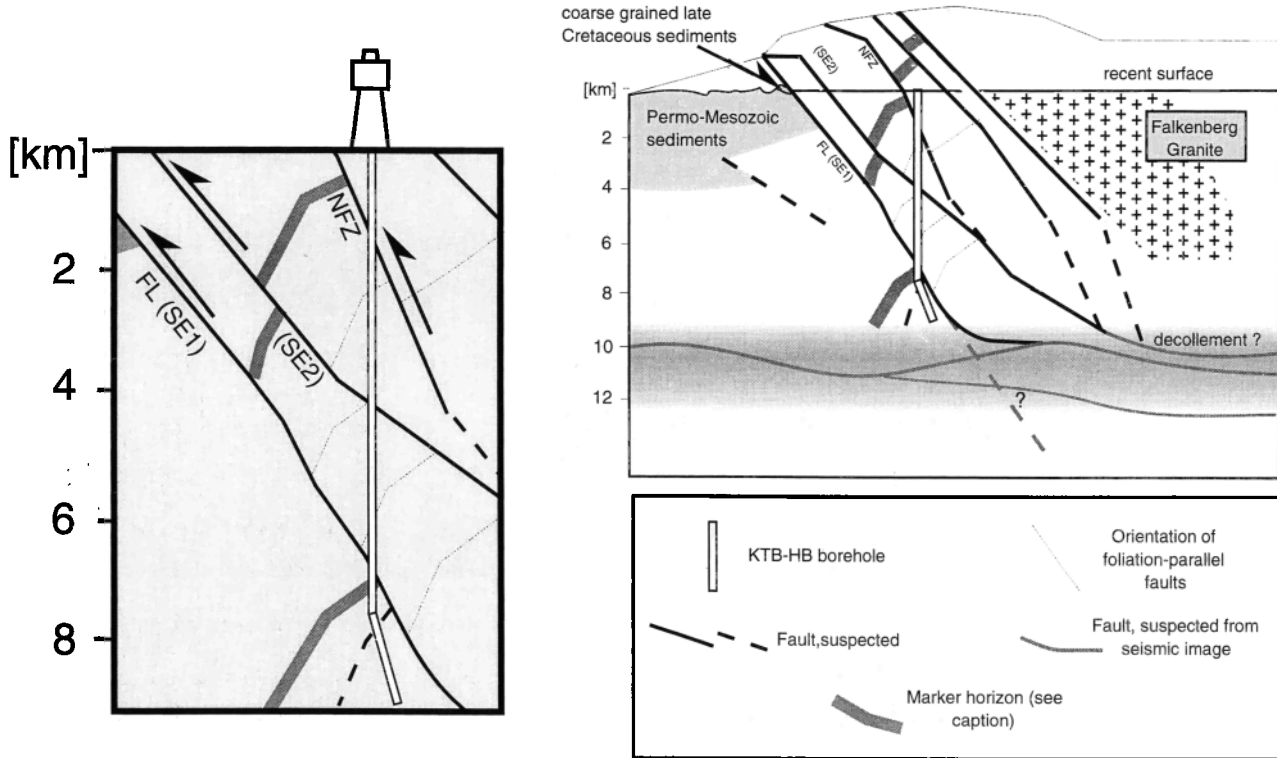 [km]
2
4
6
8
NFZ
FL (SE1)
(SE2)
coarse grained late
Cretaceous sediments
(SE2)
NFZ
recent surface
[km]
Permo-Mesozoic
sediments
Falkenberg
Granite
FL (SE1)
2
4
6
8
10
12
decollement ?
?
KTB-HB borehole
Orientation of
foliation-parallel
faults
Fault,suspected
Fault, suspected from
seismic image
Marker horizon (see
caption)